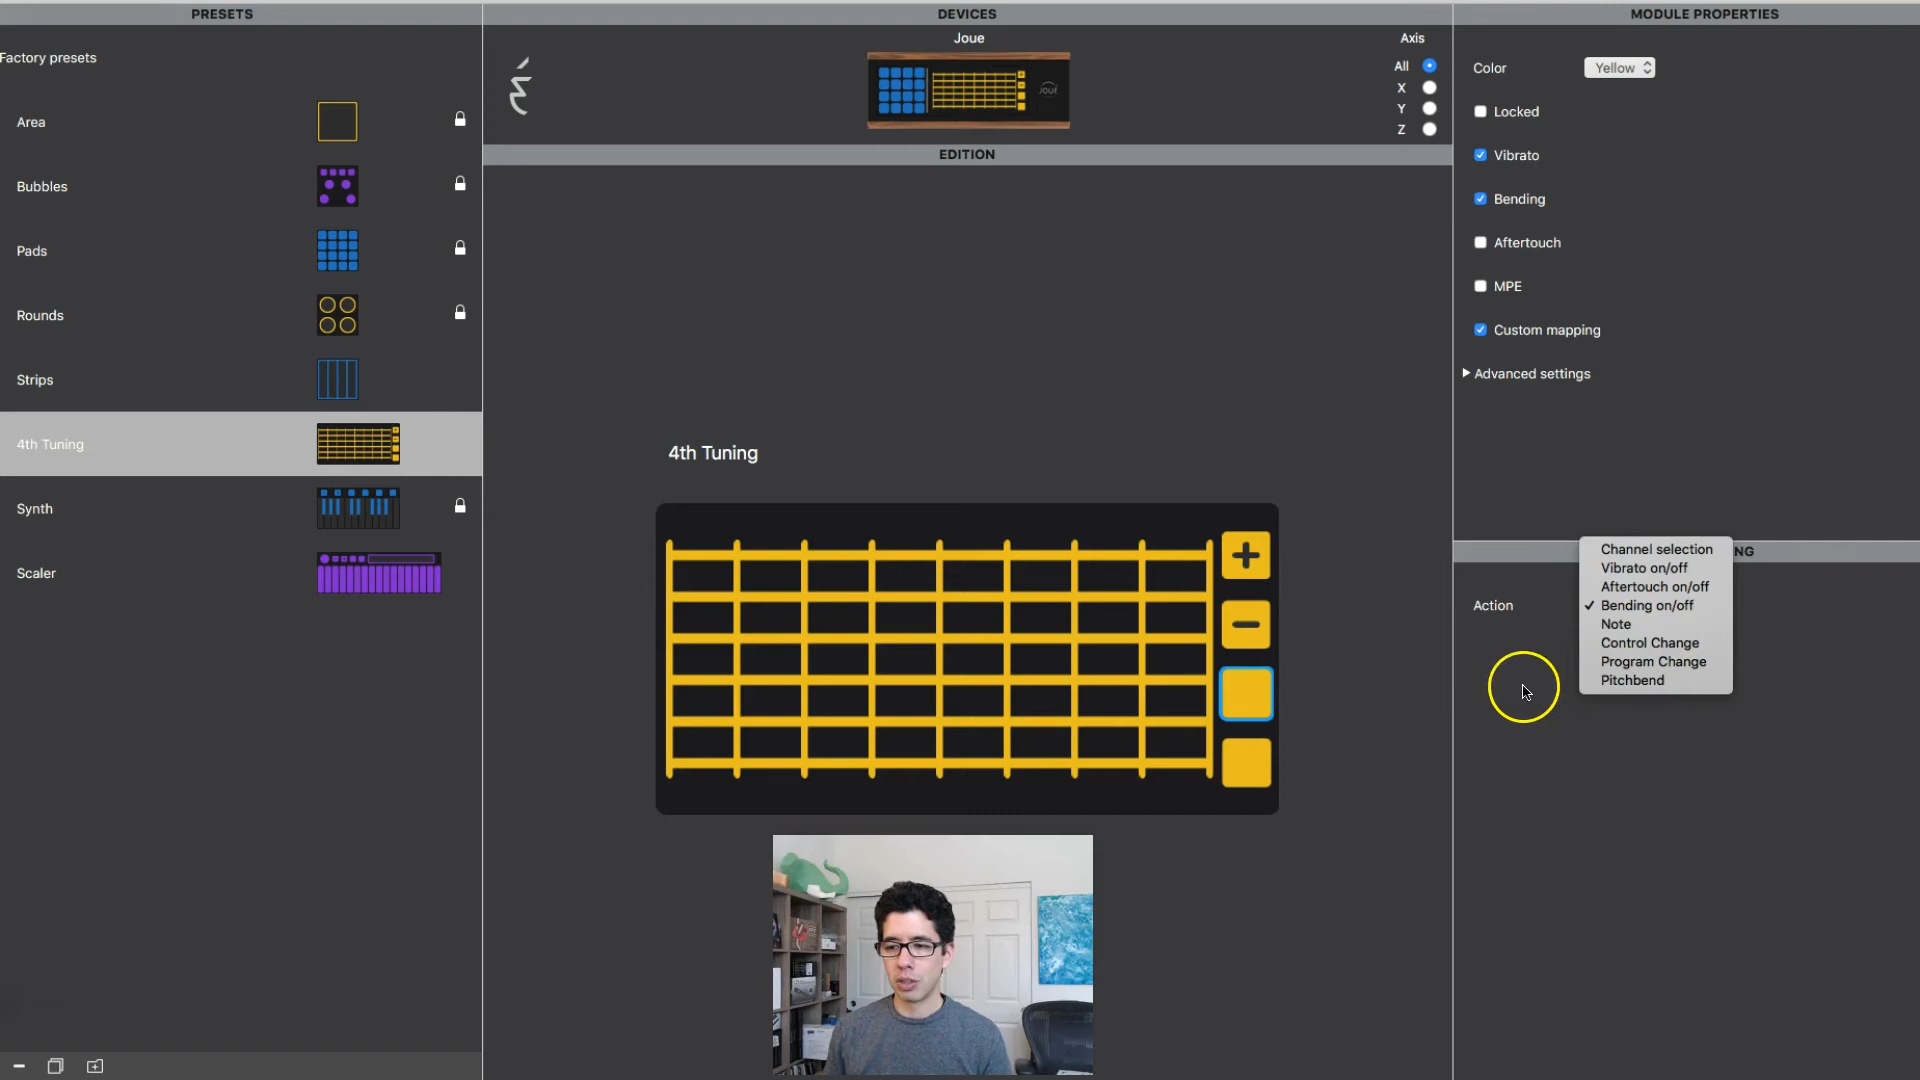 PRESETS
Factory presets
Area
Bubbles
Pads
Rounds
Strips
4th Tuning
Synth
Scaler
DEVICES
Joue
Axis
All
X
Y
Z
EDITION
4th Tuning
+
−
MODULE PROPERTIES
Color
Yellow
Locked
Vibrato
Bending
Aftertouch
MPE
Custom mapping
Advanced settings
NG
Action
Channel selection
Vibrato on/off
Aftertouch on/off
✓ Bending on/off
Note
Control Change
Program Change
Pitchbend